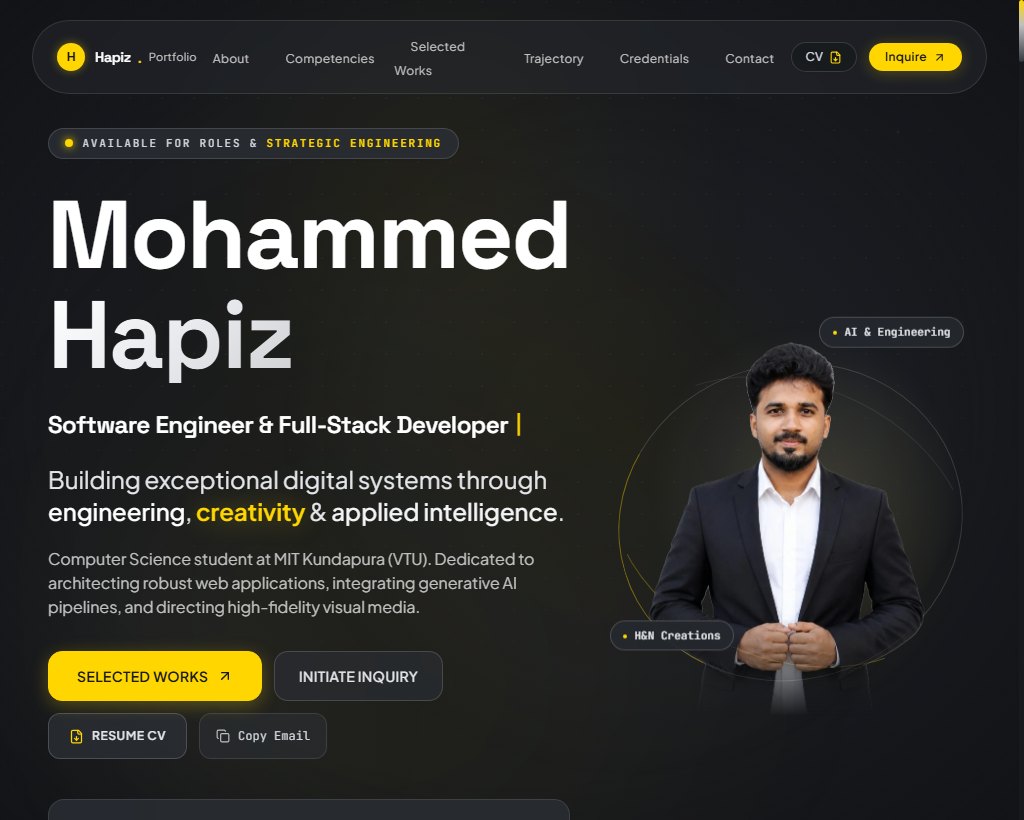 H Hapiz . Portfolio About Competencies Selected Works Trajectory Credentials Contact CV Inquire
AVAILABLE FOR ROLES & STRATEGIC ENGINEERING
Mohammed
Hapiz
Software Engineer & Full-Stack Developer
Building exceptional digital systems through
engineering, creativity & applied intelligence.
Computer Science student at MIT Kundapura (VTU). Dedicated to
architecting robust web applications, integrating generative AI
pipelines, and directing high-fidelity visual media.
SELECTED WORKS INITIATE INQUIRY
RESUME CV Copy Email
AI & Engineering
H&N Creations